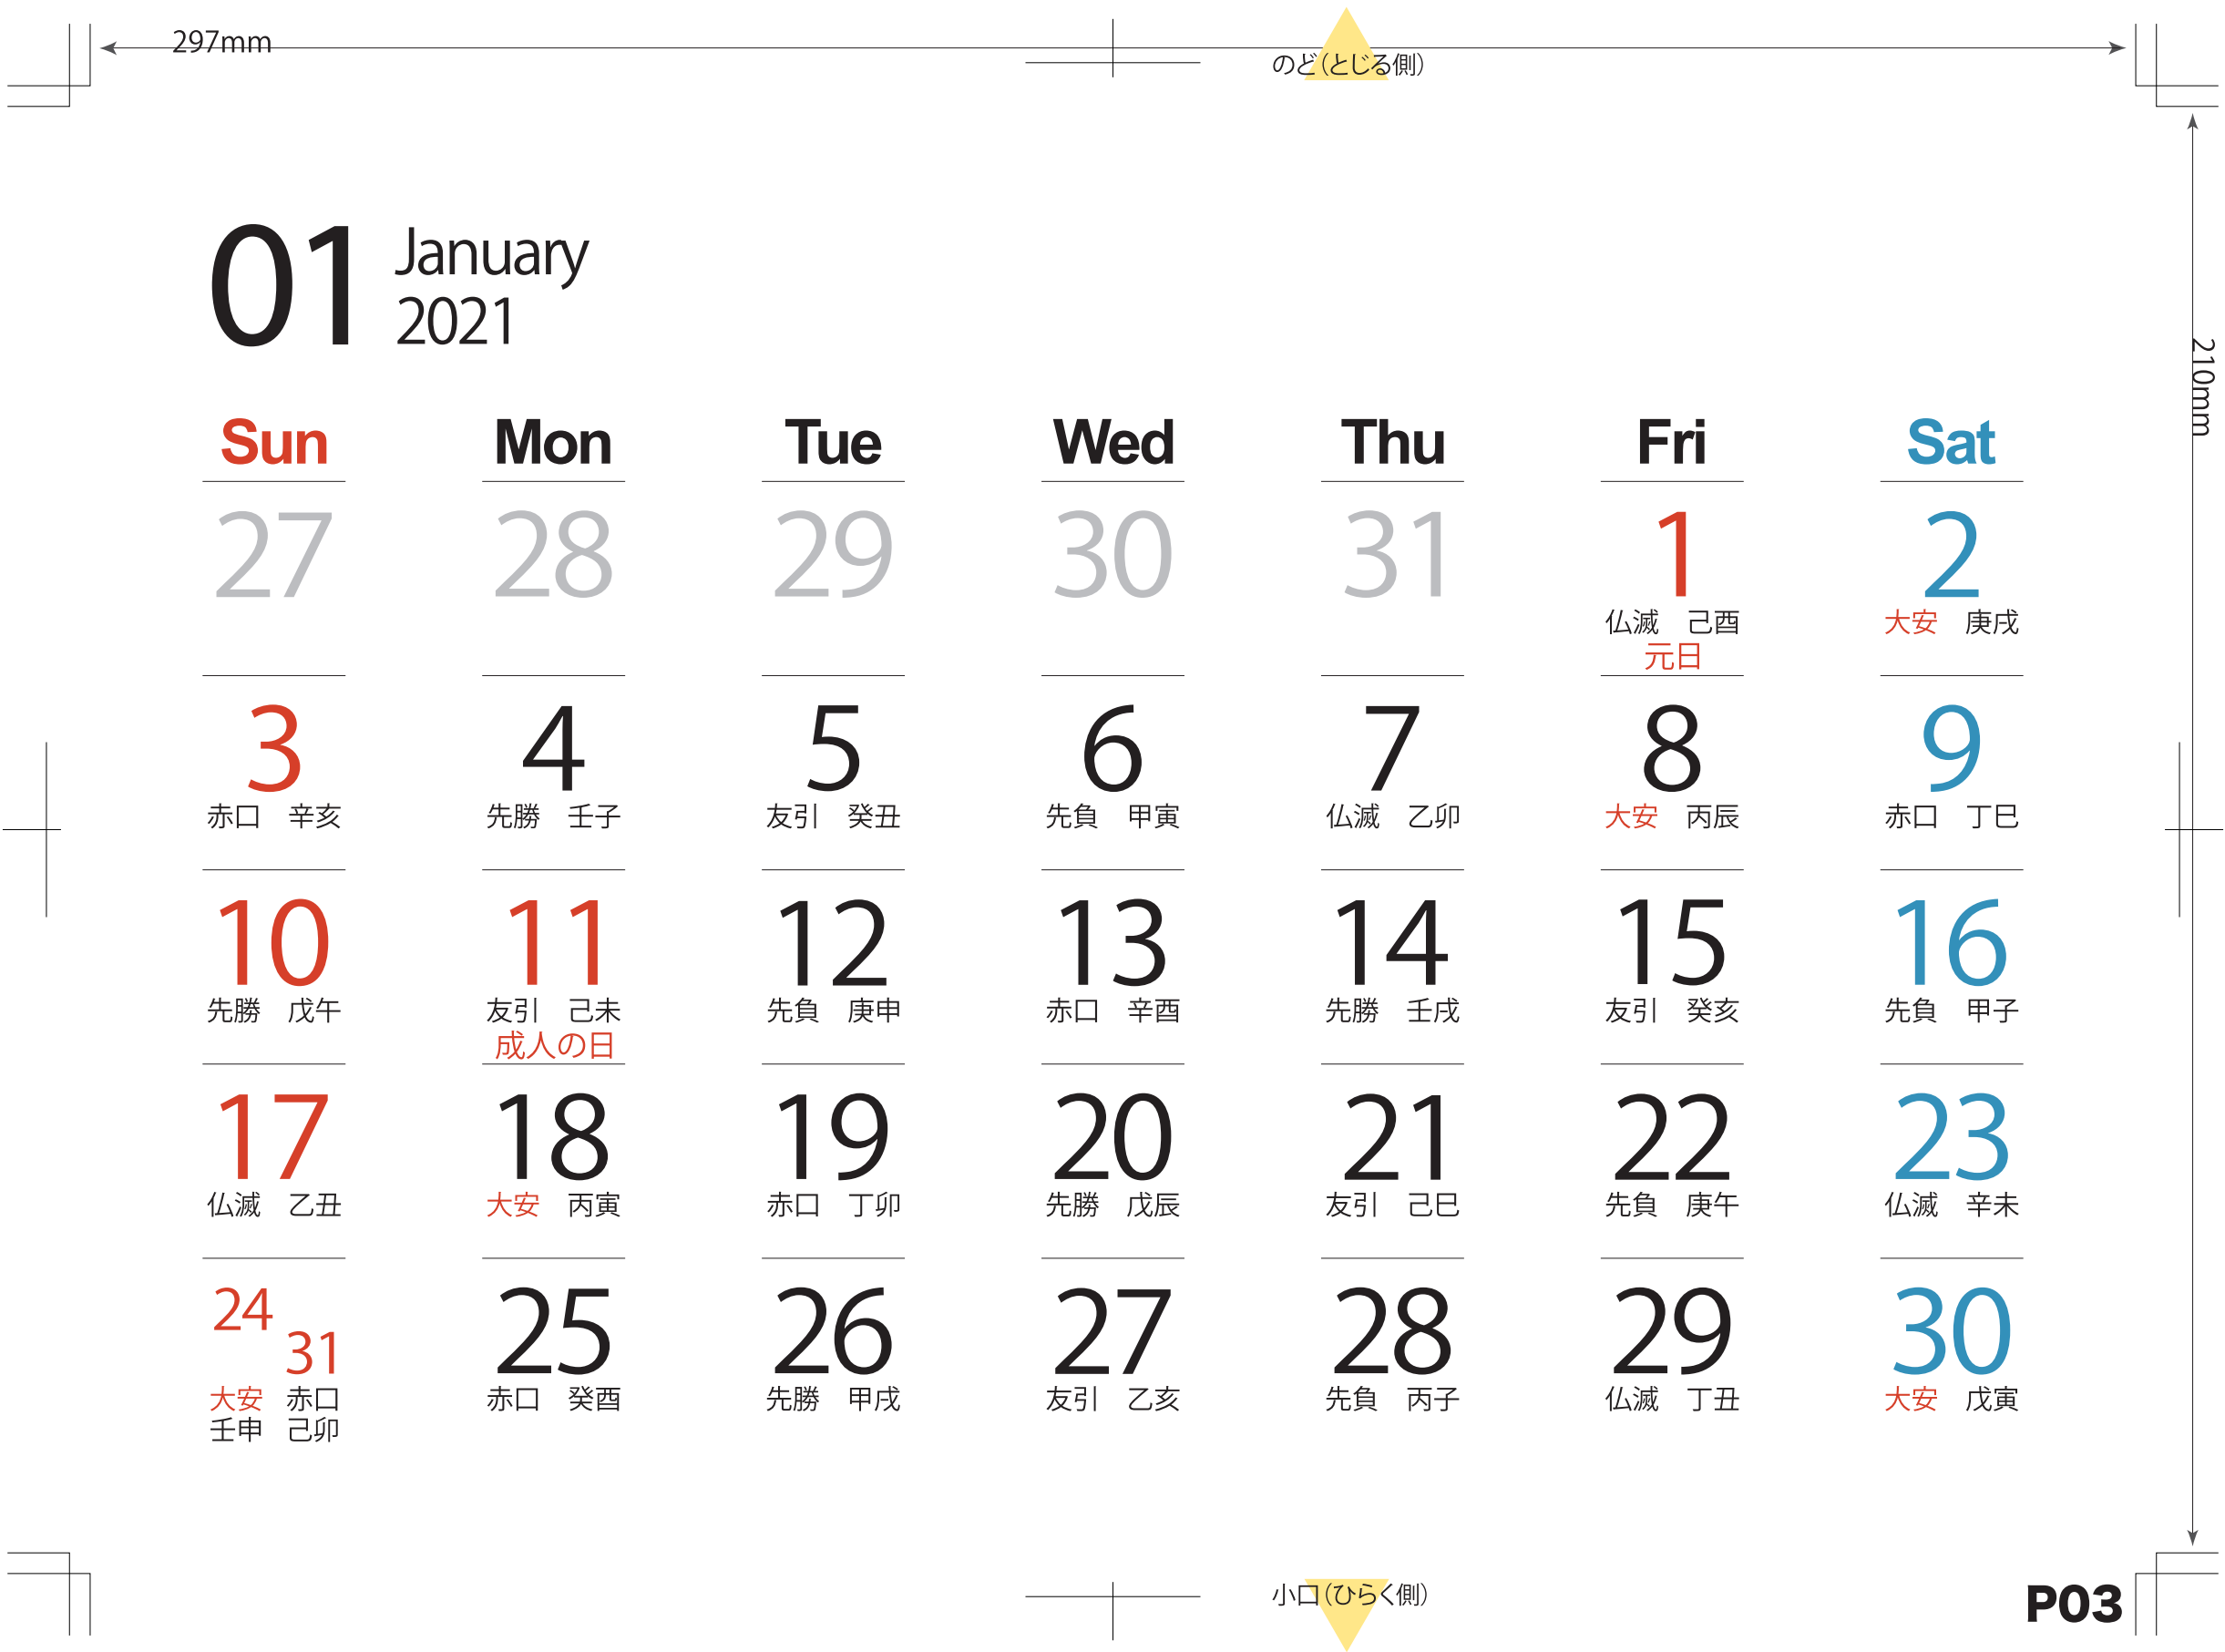 297mm
のど(とじる側)
210mm
01
January
2021
Sun Mon Tue Wed Thu Fri Sat
27 28 29 30 31 1 2
仏滅 己酉 大安 庚戌
元日
3 4 5 6 7 8 9
赤口 辛亥 先勝 壬子 友引 癸丑 先負 甲寅 仏滅 乙卯 大安 丙辰 赤口 丁巳
10 11 12 13 14 15 16
先勝 戊午 友引 己未 先負 庚申 赤口 辛酉 先勝 壬戌 友引 癸亥 先負 甲子
成人の日
17 18 19 20 21 22 23
仏滅 乙丑 大安 丙寅 赤口 丁卯 先勝 戊辰 友引 己巳 先負 庚午 仏滅 辛未
24 31 25 26 27 28 29 30
大安 赤口 赤口 癸酉 先勝 甲戌 友引 乙亥 先負 丙子 仏滅 丁丑 大安 戊寅
壬申 己卯
小口(ひらく側)
P03